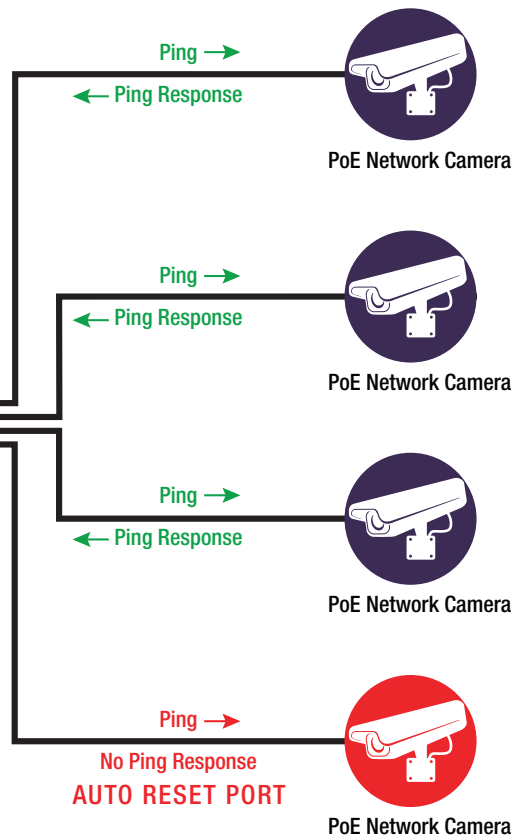 Ping
Ping Response
PoE Network Camera
Ping
Ping Response
PoE Network Camera
Ping
Ping Response
PoE Network Camera
Ping
No Ping Response
AUTO RESET PORT
PoE Network Camera